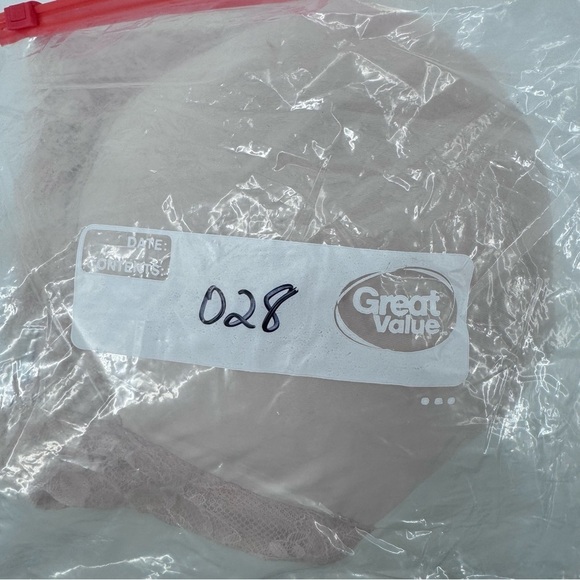 DATE:
CONTENTS:
028
Great
Value